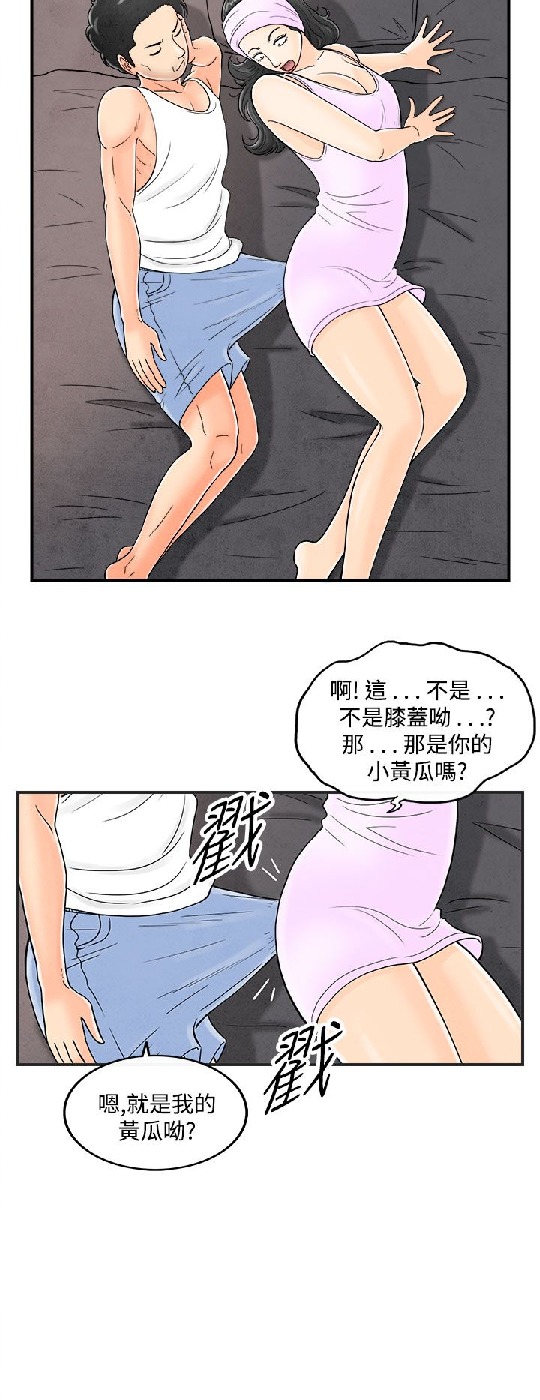 啊! 這 . . . 不是 . . .
不是膝蓋呦 . . .?
那 . . . 那是你的
小黃瓜嗎?
戳
戳
嗯,就是我的
黃瓜呦?